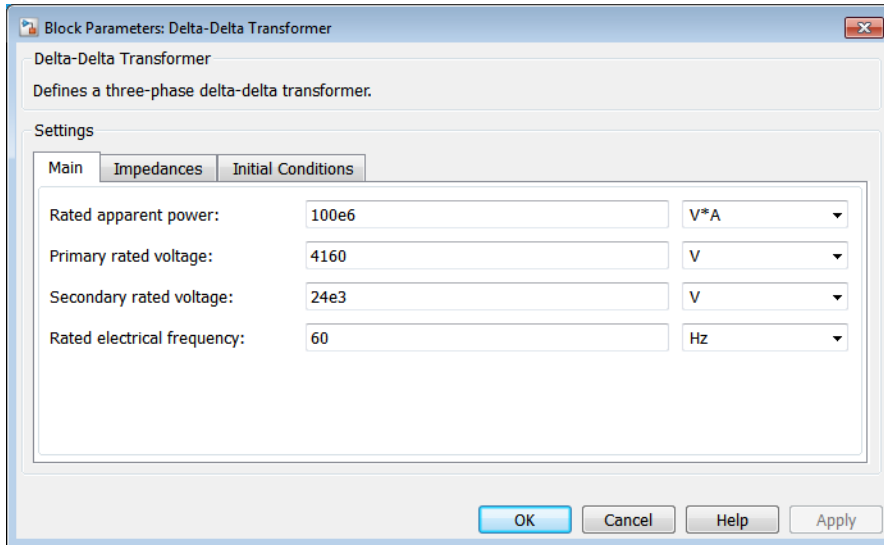 Block Parameters: Delta-Delta Transformer
Delta-Delta Transformer
Defines a three-phase delta-delta transformer.
Settings
Main Impedances Initial Conditions
Rated apparent power: 100e6 V*A
Primary rated voltage: 4160 V
Secondary rated voltage: 24e3 V
Rated electrical frequency: 60 Hz
OK Cancel Help Apply